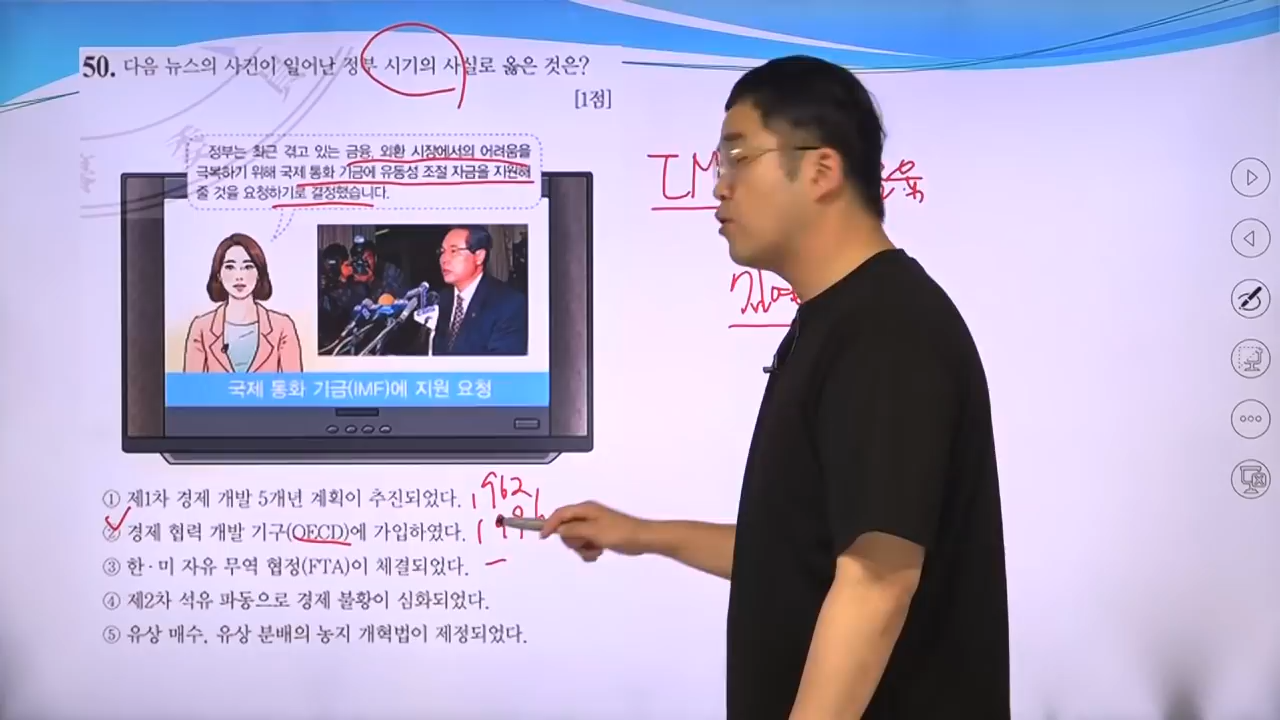 50. 다음 뉴스의 사건이 일어난 정부 시기의 사실로 옳은 것은?
[1점]
정부는 최근 겪고 있는 금융, 외환 시장에서의 어려움을
극복하기 위해 국제 통화 기금에 유동성 조절 자금을 지원해
줄 것을 요청하기로 결정했습니다.
국제 통화 기금(IMF)에 지원 요청
① 제1차 경제 개발 5개년 계획이 추진되었다. 1962
② 경제 협력 개발 기구(OECD)에 가입하였다. 1996
③ 한·미 자유 무역 협정(FTA)이 체결되었다.
④ 제2차 석유 파동으로 경제 불황이 심화되었다.
⑤ 유상 매수, 유상 분배의 농지 개혁법이 제정되었다.
IM
김영